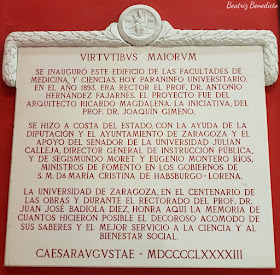 Beatriz Benedicto
VIRTVTIBVS MAIORVM
SE INAUGURÓ ESTE EDIFICIO DE LAS FACULTADES DE
MEDICINA Y CIENCIAS, HOY PARANINFO UNIVERSITARIO,
EN EL AÑO 1893. ERA RECTOR EL PROF. DR. ANTONIO
HERNÁNDEZ FAJARNÉS. EL PROYECTO FUE DEL
ARQUITECTO RICARDO MAGDALENA, LA INICIATIVA, DEL
PROF. DR. JOAQUÍN GIMENO.
SE HIZO A COSTA DEL ESTADO, CON LA AYUDA DE LA
DIPUTACIÓN Y EL AYUNTAMIENTO DE ZARAGOZA Y EL
APOYO DEL SENADOR DE LA UNIVERSIDAD JULIÁN
CALLEJA, DIRECTOR GENERAL DE INSTRUCCIÓN PÚBLICA,
Y DE SEGISMUNDO MORET Y EUGENIO MONTERO RÍOS,
MINISTROS DE FOMENTO EN LOS GOBIERNOS DE
S. M. Dª MARÍA CRISTINA DE HABSBURGO-LORENA.
LA UNIVERSIDAD DE ZARAGOZA, EN EL CENTENARIO DE
LAS OBRAS Y DURANTE EL RECTORADO DEL PROF. DR.
JUAN JOSÉ BADIOLA DÍEZ, HONRA AQUÍ LA MEMORIA DE
CUANTOS HICIERON POSIBLE EL DECOROSO ACOMODO DE
SUS SABERES Y EL MEJOR SERVICIO A LA CIENCIA Y AL
BIENESTAR SOCIAL.
CAESARAVGVSTAE - MDCCCCLXXXXIII